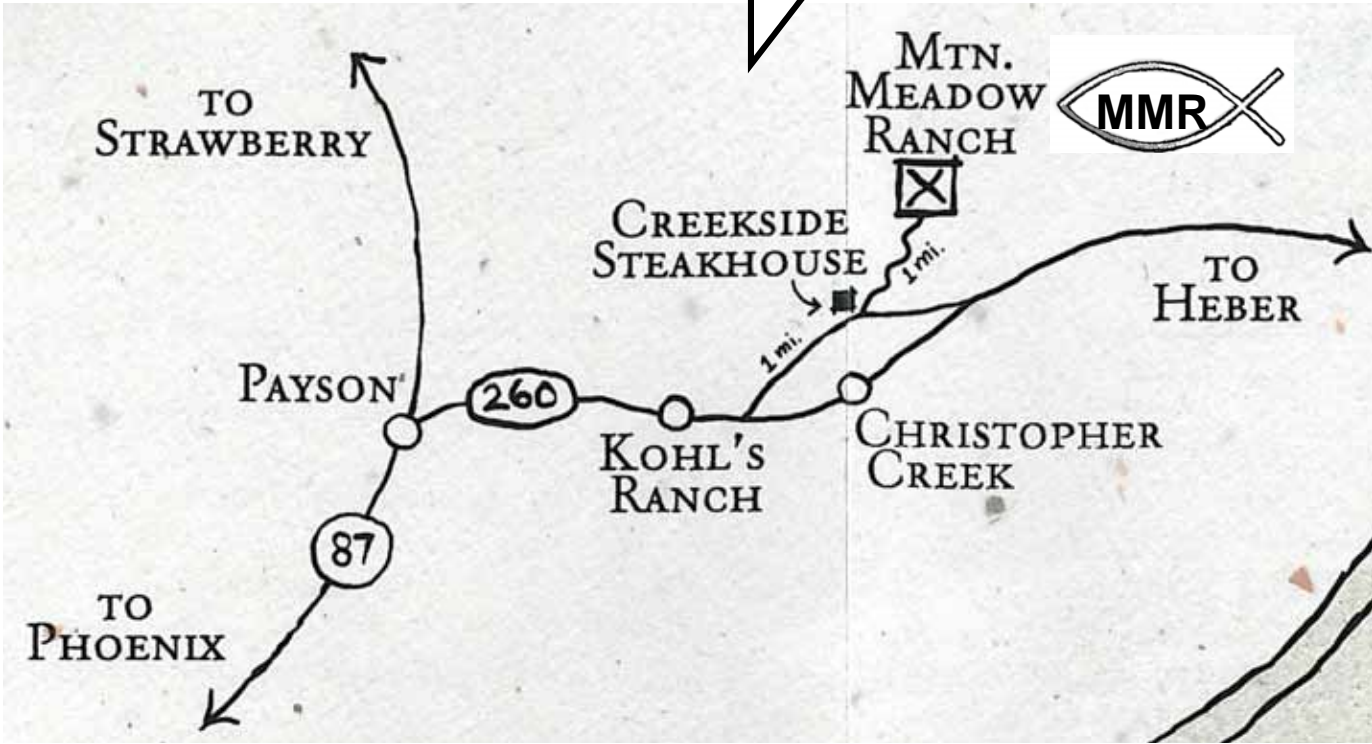 MTN.
MEADOW
RANCH
MMR
TO
STRAWBERRY
CREEKSIDE
STEAKHOUSE
1 mi.
TO
HEBER
1 mi.
PAYSON
260
KOHL'S
RANCH
CHRISTOPHER
CREEK
87
TO
PHOENIX